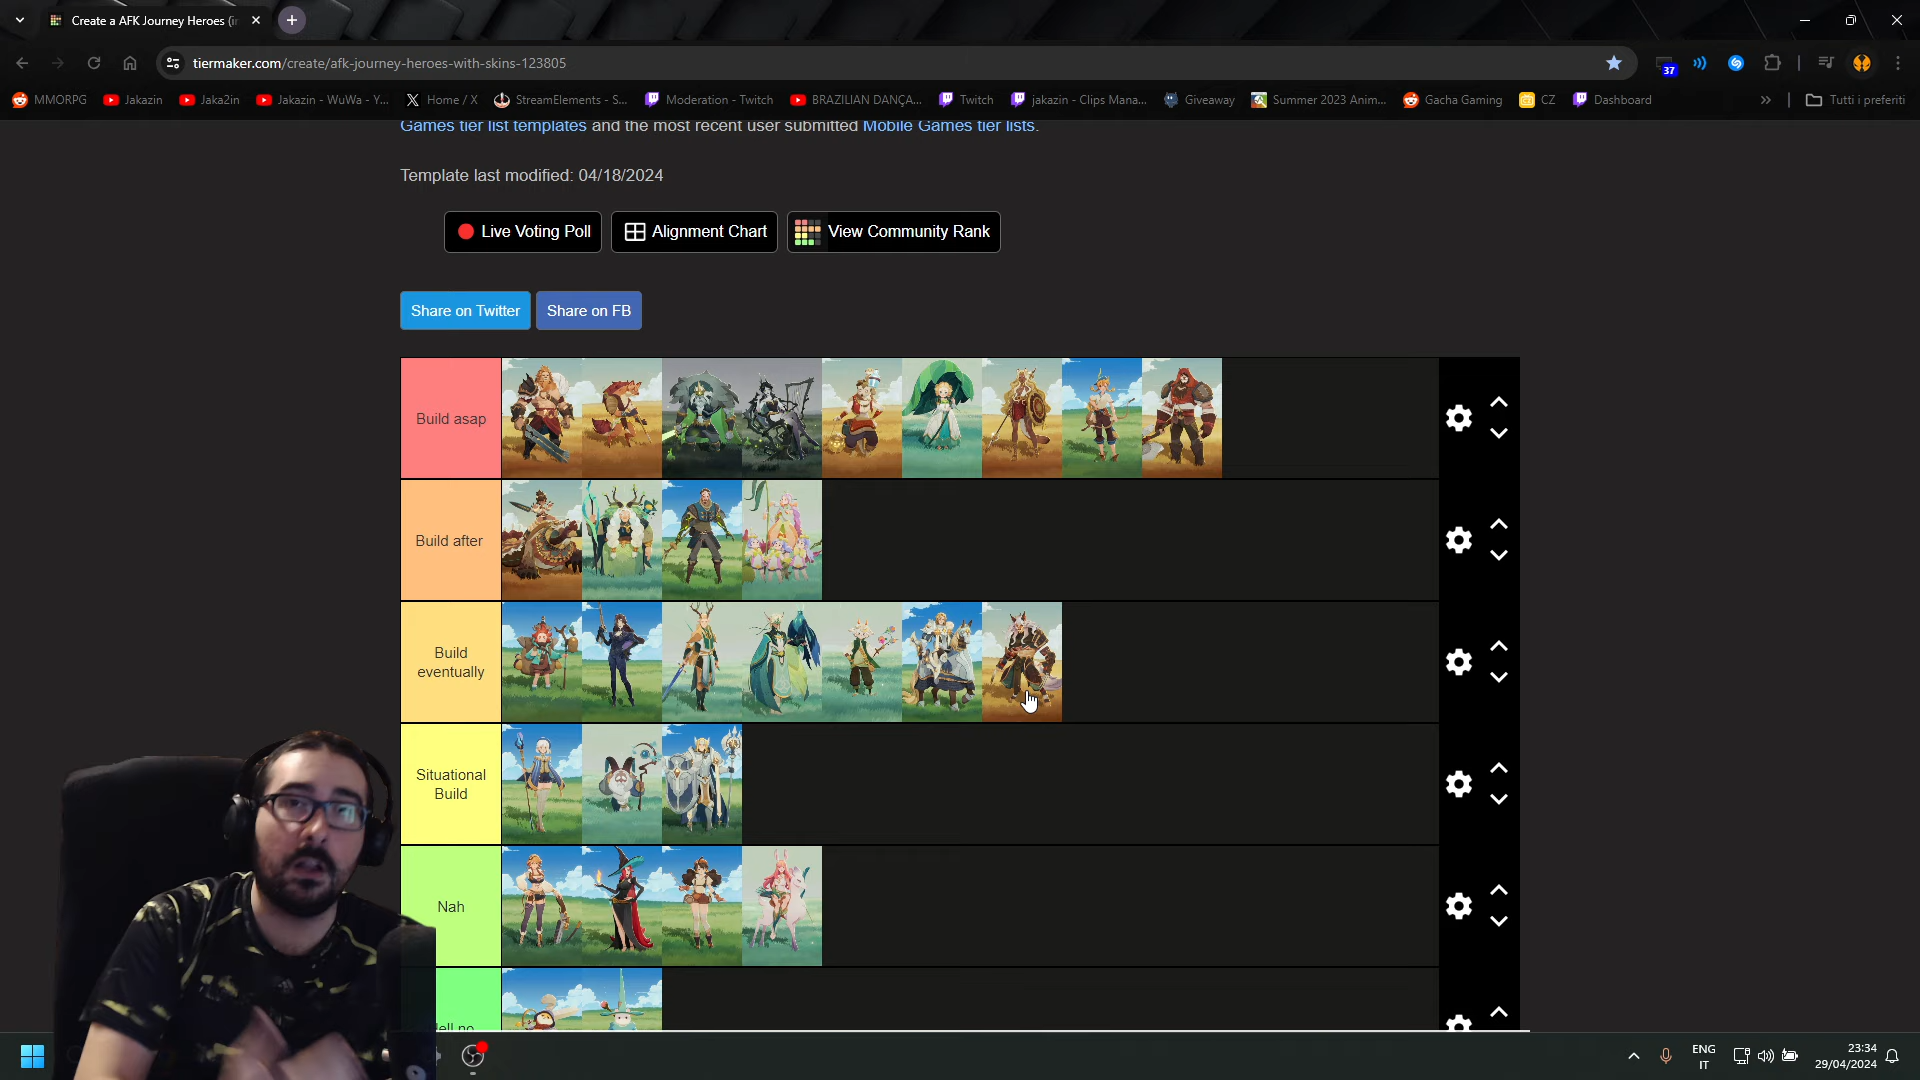 Create a AFK Journey Heroes (i
tiermaker.com/create/afk-journey-heroes-with-skins-123805
37
MMORPG
Jakazin
Jaka2in
Jakazin - WuWa - Y...
Home / X
StreamElements - S...
Moderation - Twitch
BRAZILIAN DANÇA...
Twitch
jakazin - Clips Mana...
Giveaway
Summer 2023 Anim...
Gacha Gaming
CZ
Dashboard
»
Tutti i preferiti
Games tier list templates and the most recent user submitted Mobile Games tier lists.
Template last modified: 04/18/2024
Live Voting Poll
Alignment Chart
View Community Rank
Share on Twitter
Share on FB
Build asap
Build after
Build
eventually
Situational
Build
Nah
ell no
ENG
IT
23:34
29/04/2024